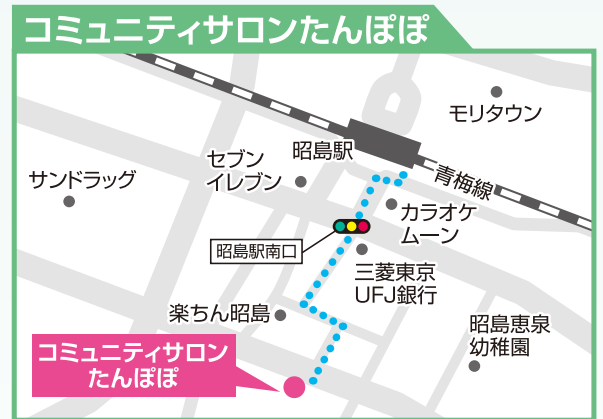 コミュニティサロンたんぽぽ
モリタウン
昭島駅
セブン
イレブン
青梅線
サンドラッグ
カラオケ
ムーン
昭島駅南口
三菱東京
UFJ銀行
楽ちん昭島
昭島恵泉
幼稚園
コミュニティサロン
たんぽぽ